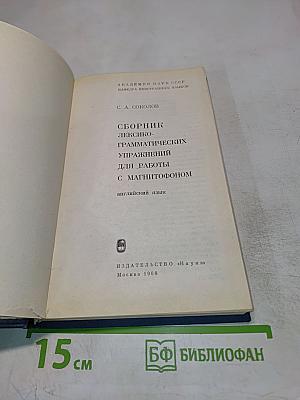 АКАДЕМИЯ НАУК СССР
КАФЕДРА ИНОСТРАННЫХ ЯЗЫКОВ
С. А. СОКОЛОВ
СБОРНИК
ЛЕКСИКО-
ГРАММАТИЧЕСКИХ
УПРАЖНЕНИЙ
ДЛЯ РАБОТЫ
С МАГНИТОФОНОМ
английский язык
ИЗДАТЕЛЬСТВО «Наука»
Москва 1968
15 см
БФ БИБЛИОФАН